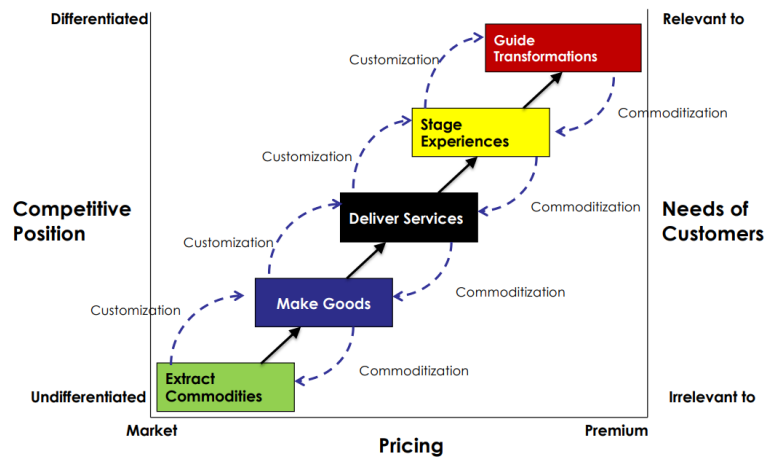 Differentiated
Relevant to
Guide
Transformations
Customization
Commoditization
Stage
Experiences
Customization
Commoditization
Competitive
Position
Needs of
Customers
Deliver Services
Customization
Commoditization
Make Goods
Customization
Commoditization
Extract
Commodities
Undifferentiated
Irrelevant to
Market
Premium
Pricing